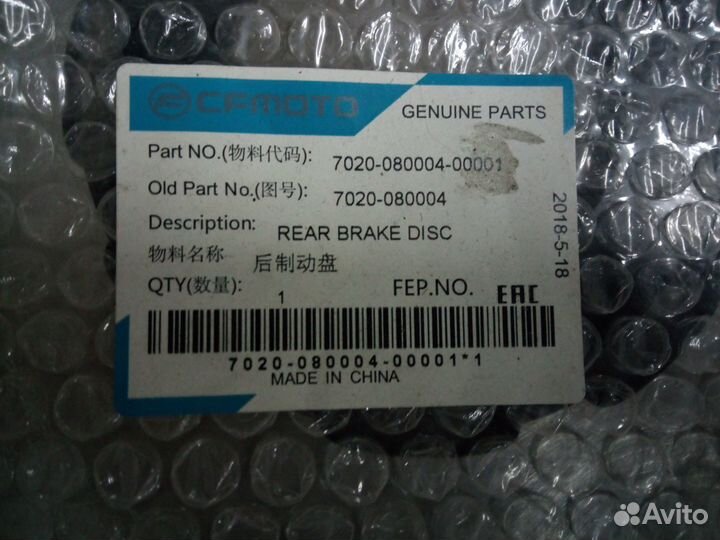 CFMOTO GENUINE PARTS
Part NO.(物料代码): 7020-080004-00001
Old Part No.(图号): 7020-080004
Description: REAR BRAKE DISC
物料名称 后制动盘
QTY(数量): 1 FEP.NO. EAC
7020-080004-00001*1
MADE IN CHINA
2018-5-18
Avito